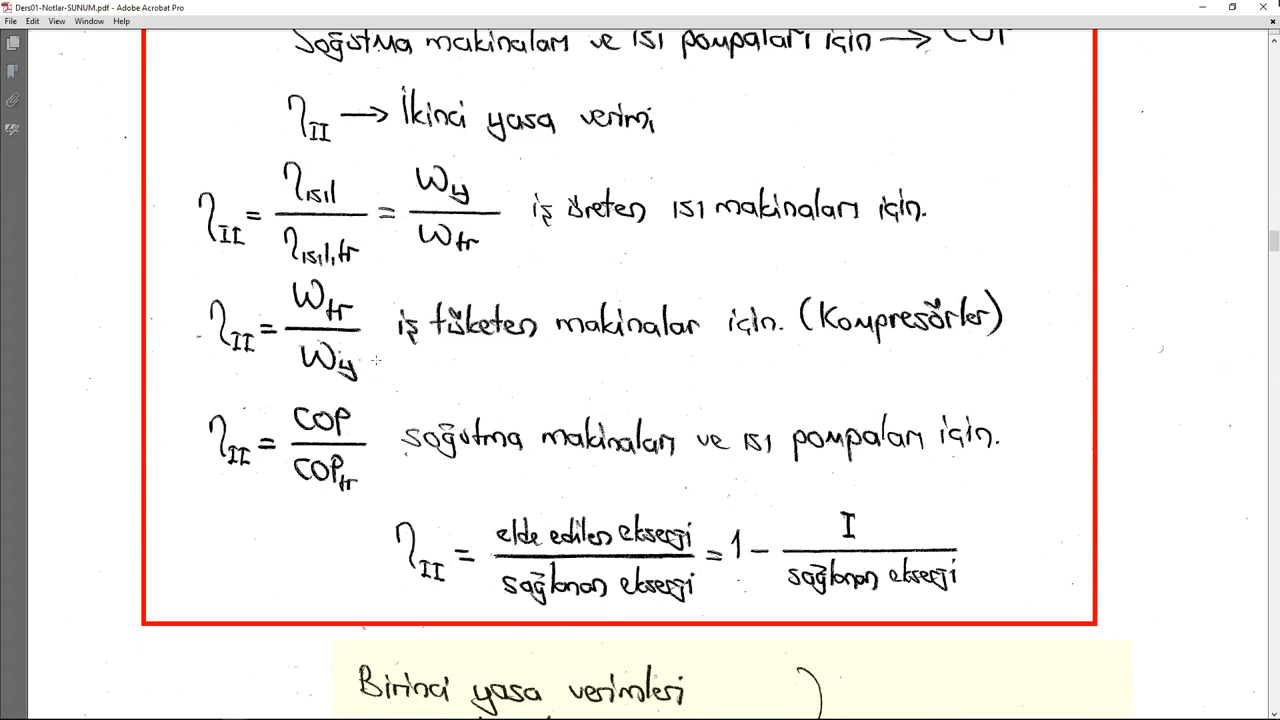 Ders01-Notlar-SUNUM.pdf - Adobe Acrobat Pro
File Edit View Window Help
Soğutma makinaları ve ısı pompaları için → COP
η_II → İkinci yasa verimi
η_II = η_ısıl / η_ısıl,tr = W_y / W_tr iş üreten ısı makinaları için.
η_II = W_tr / W_y iş tüketen makinalar için. (Kompresörler)
η_II = COP / COP_tr soğutma makinaları ve ısı pompaları için.
η_II = elde edilen ekserji / sağlanan ekserji = 1 - I / sağlanan ekserji
Birinci yasa verimleri